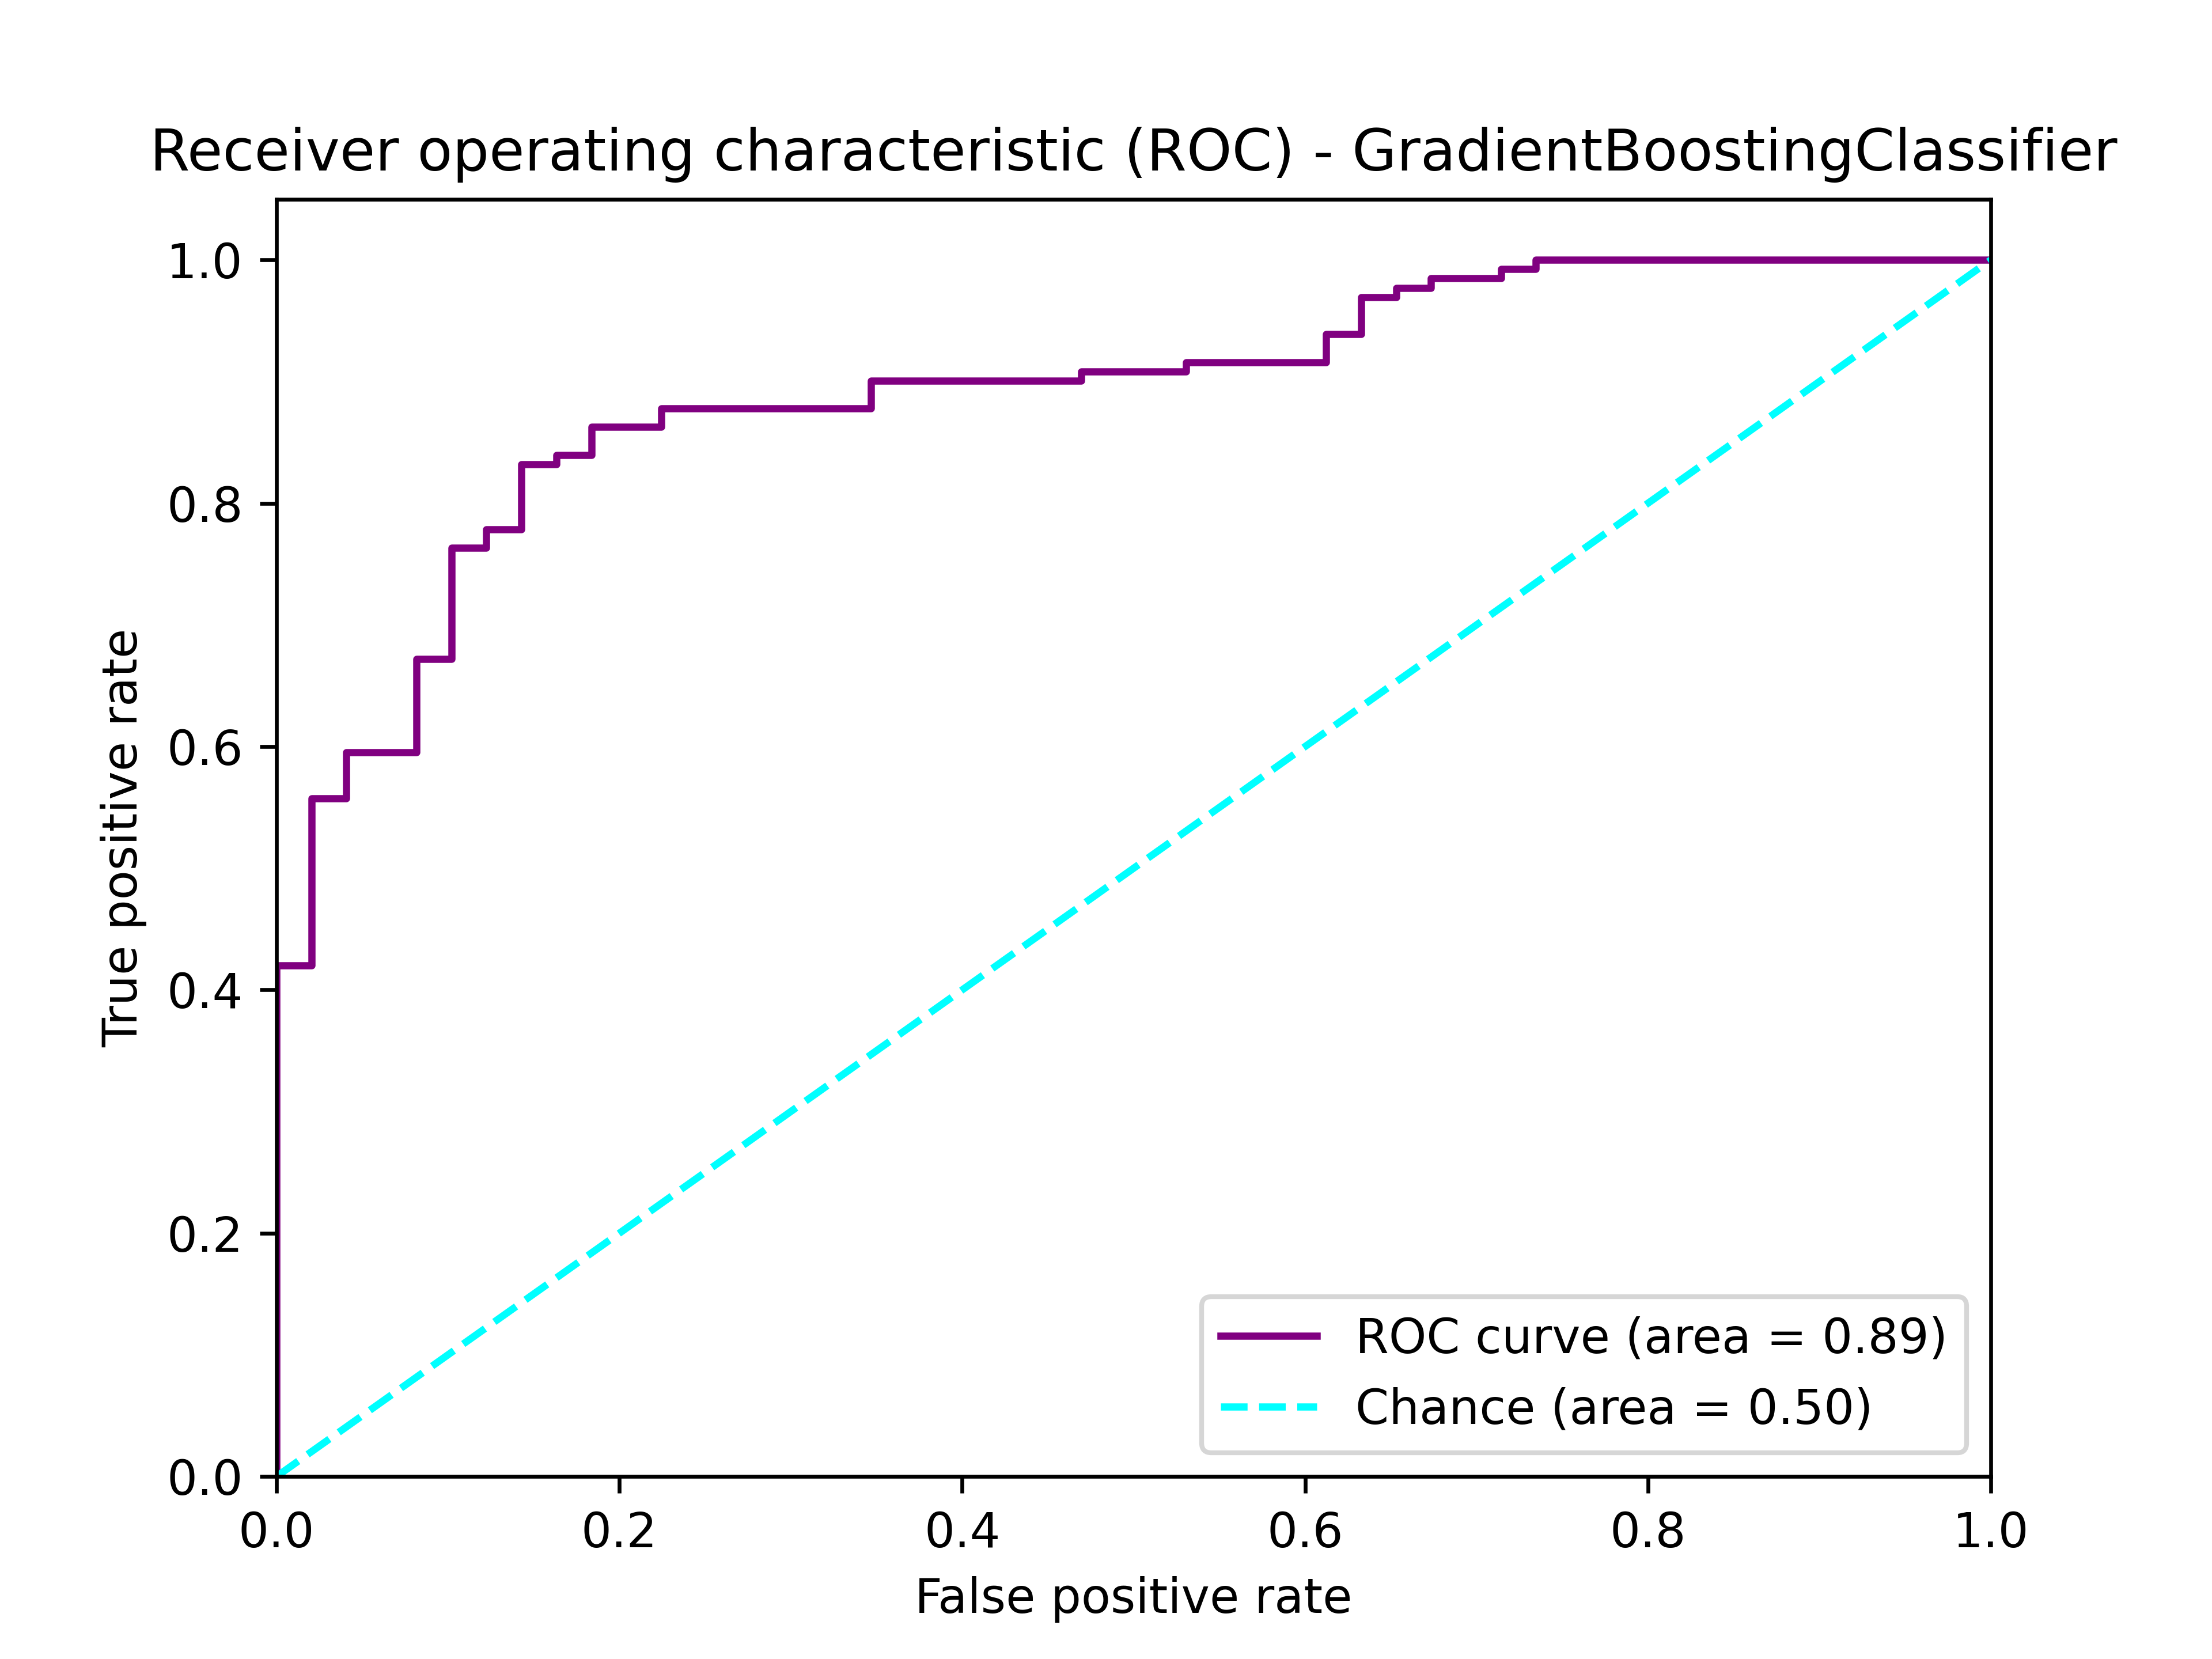 Receiver operating characteristic (ROC) - GradientBoostingClassifier
1.0
0.8
0.6
0.4
0.2
0.0
True positive rate
0.0 0.2 0.4 0.6 0.8 1.0
False positive rate
ROC curve (area = 0.89)
Chance (area = 0.50)